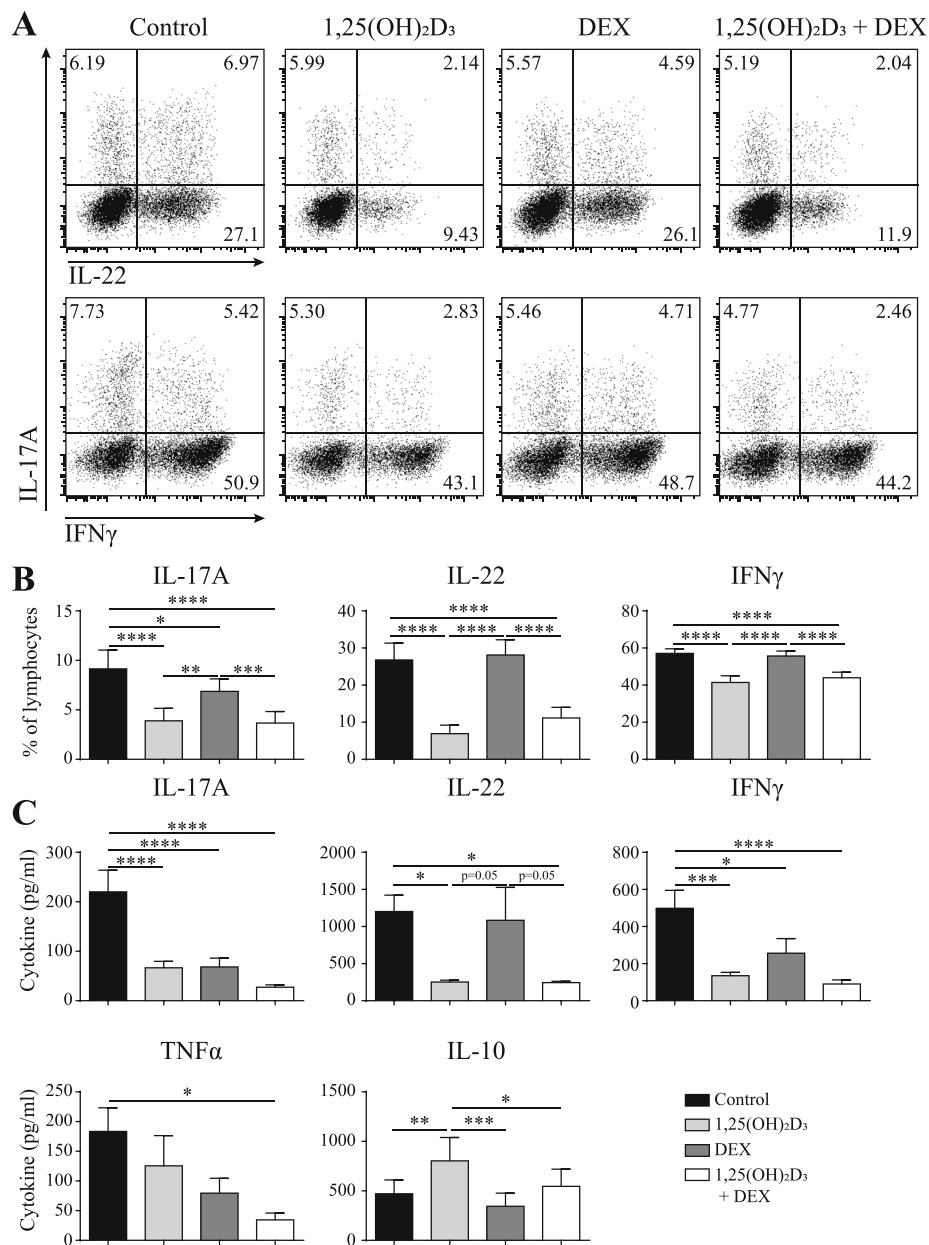 A
Control
1,25(OH)₂D₃
DEX
1,25(OH)₂D₃ + DEX
6.19 6.97
5.99 2.14
5.57 4.59
5.19 2.04
27.1
9.43
26.1
11.9
IL-22
7.73 5.42
5.30 2.83
5.46 4.71
4.77 2.46
50.9
43.1
48.7
44.2
IL-17A
IFNγ
B
IL-17A
IL-22
IFNγ
% of lymphocytes
15
10
5
0
****
*
****
**
***
40
30
20
10
0
****
****
****
****
80
60
40
20
0
****
****
****
****
C
IL-17A
IL-22
IFNγ
Cytokine (pg/ml)
300
200
100
0
****
****
****
2000
1500
1000
500
0
*
*
p=0.05
p=0.05
800
600
400
200
0
****
*
***
TNFα
IL-10
Cytokine (pg/ml)
250
200
150
100
50
0
*
1500
1000
500
0
*
**
***
Control
1,25(OH)₂D₃
DEX
1,25(OH)₂D₃
+ DEX